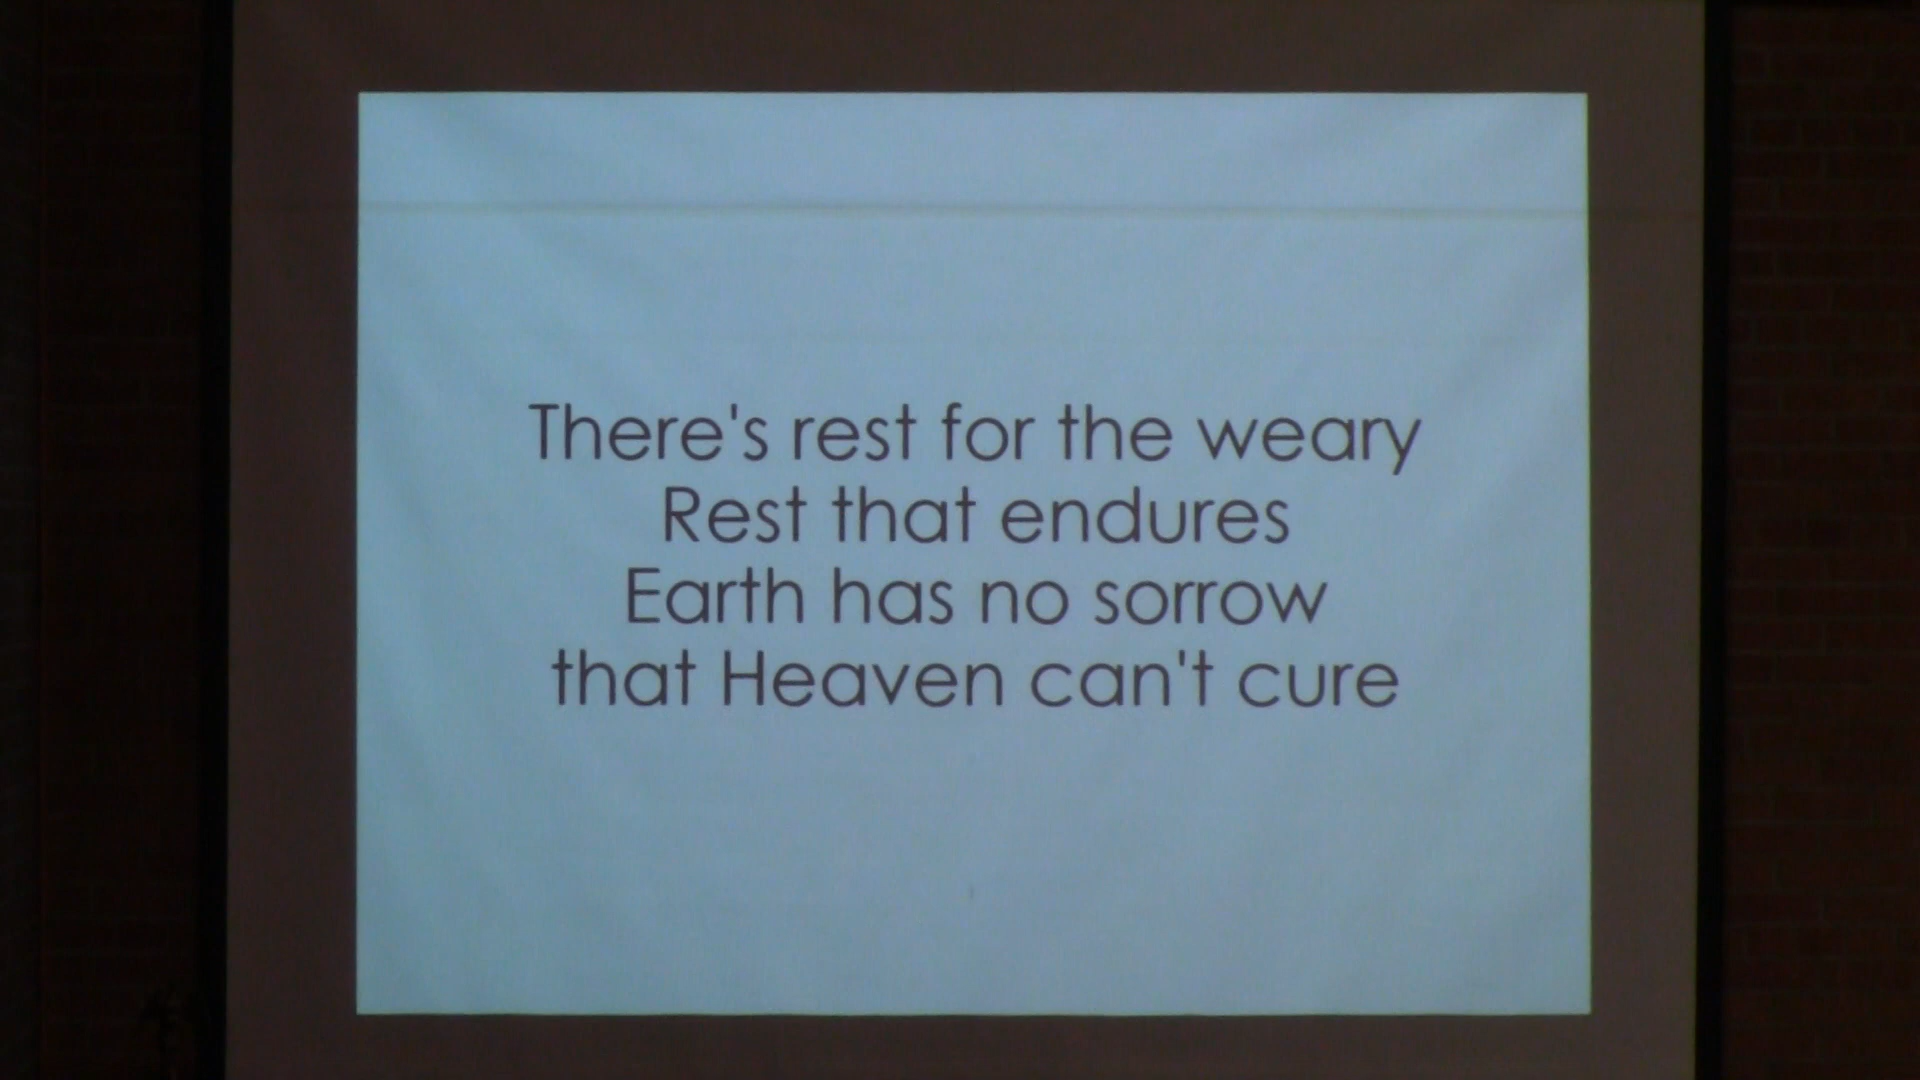 There's rest for the weary
Rest that endures
Earth has no sorrow
that Heaven can't cure